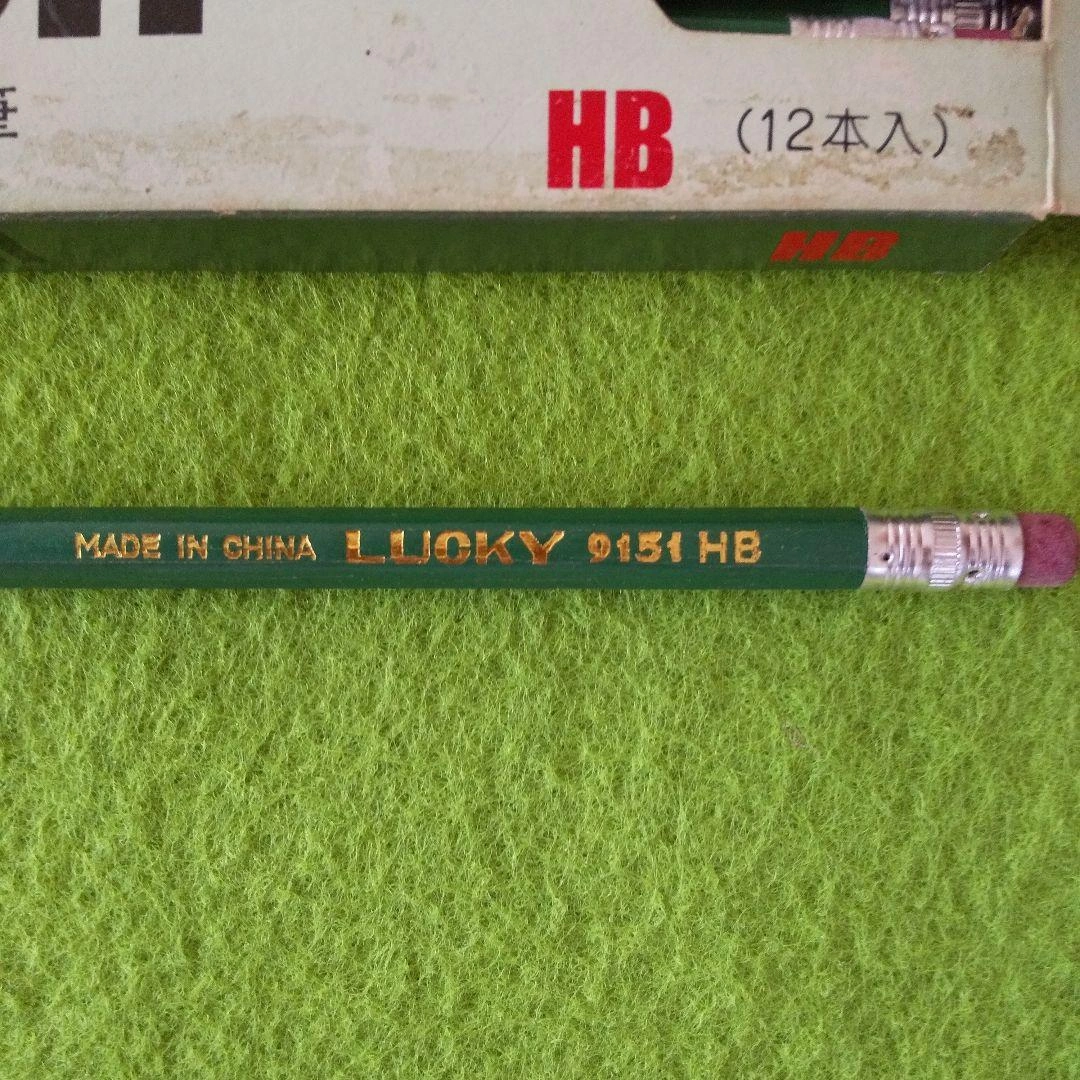 HB (12本入)
HB
MADE IN CHINA LUCKY 9151 HB